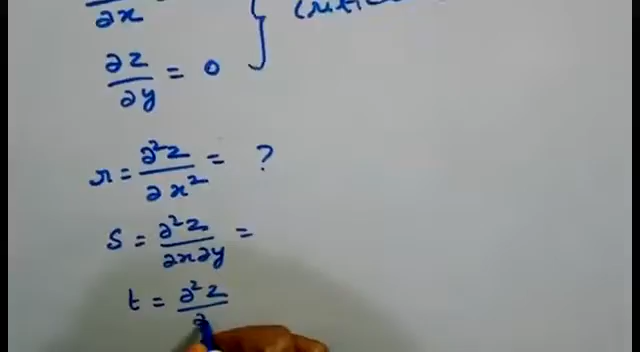 ∂x
∂z/∂y = 0
r = ∂²z/∂x² = ?
s = ∂²z/∂x∂y =
t = ∂²z/∂